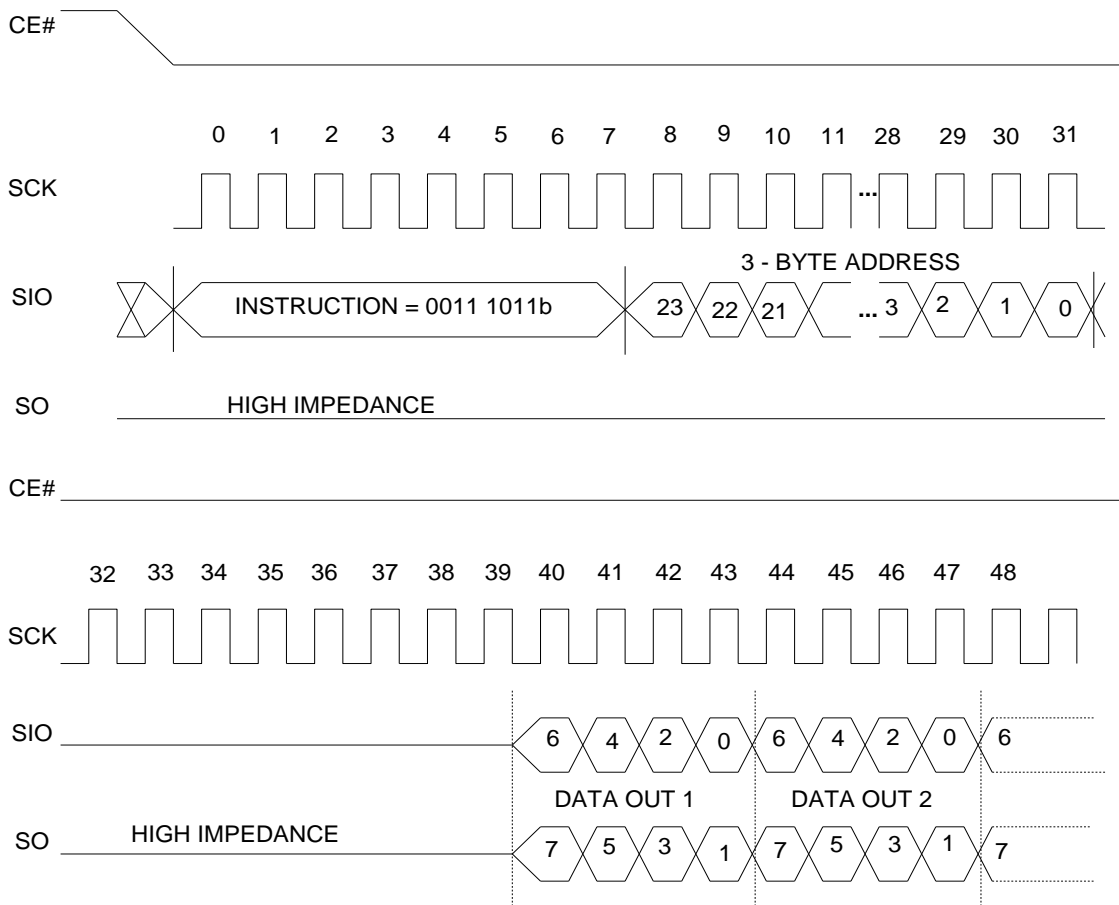 CE#
0 1 2 3 4 5 6 7 8 9 10 11 28 29 30 31
SCK ...
3 - BYTE ADDRESS
SIO INSTRUCTION = 0011 1011b 23 22 21 ... 3 2 1 0
SO HIGH IMPEDANCE
CE#
32 33 34 35 36 37 38 39 40 41 42 43 44 45 46 47 48
SCK
SIO 6 4 2 0 6 4 2 0 6
DATA OUT 1 DATA OUT 2
SO HIGH IMPEDANCE 7 5 3 1 7 5 3 1 7